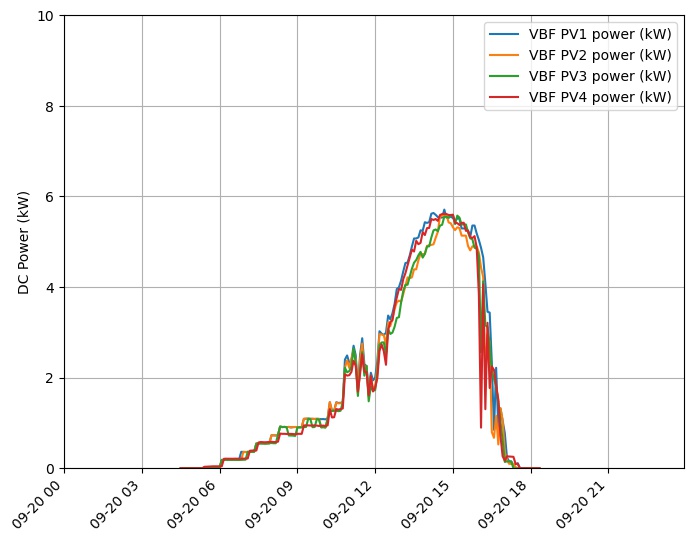 10
8
6
4
2
0
DC Power (kW)
VBF PV1 power (kW)
VBF PV2 power (kW)
VBF PV3 power (kW)
VBF PV4 power (kW)
09-20 00
09-20 03
09-20 06
09-20 09
09-20 12
09-20 15
09-20 18
09-20 21